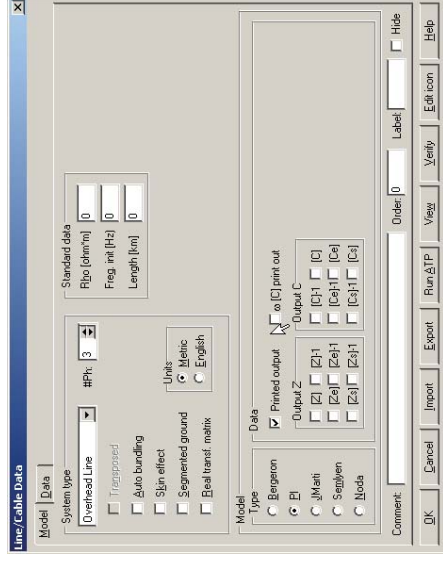 Line/Cable Data
Model Data
System type
Overhead Line #Ph: 3
Transposed
Auto bundling
Skin effect
Segmented ground
Real transf. matrix
Units
Metric
English
Standard data
Rho [ohm*m] 0
Freq. init [Hz] 0
Length [km] 0
Model
Type
Bergeron
PI
JMarti
Semlyen
Noda
Data
Printed output ω [C] print out
Output Z
[Z] [Z]-1
[Ze] [Ze]-1
[Zs] [Zs]-1
Output C
[C]-1 [C]
[Ce]-1 [Ce]
[Cs]-1 [Cs]
Comment: Order: 0 Label: Hide
OK Cancel Import Export Run ATP View Verify Edit icon Help